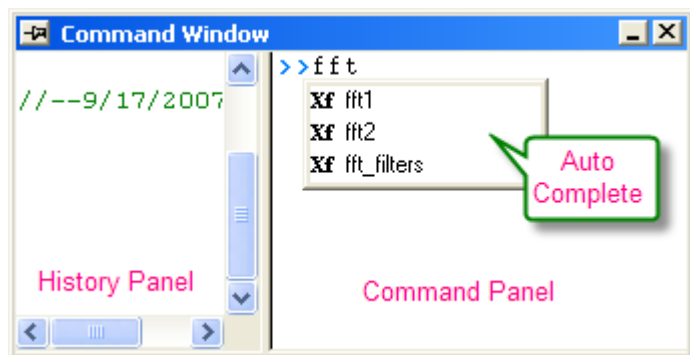 Command Window
//--9/17/2007
History Panel
>>fft
Xf fft1
Xf fft2
Xf fft_filters
Auto
Complete
Command Panel